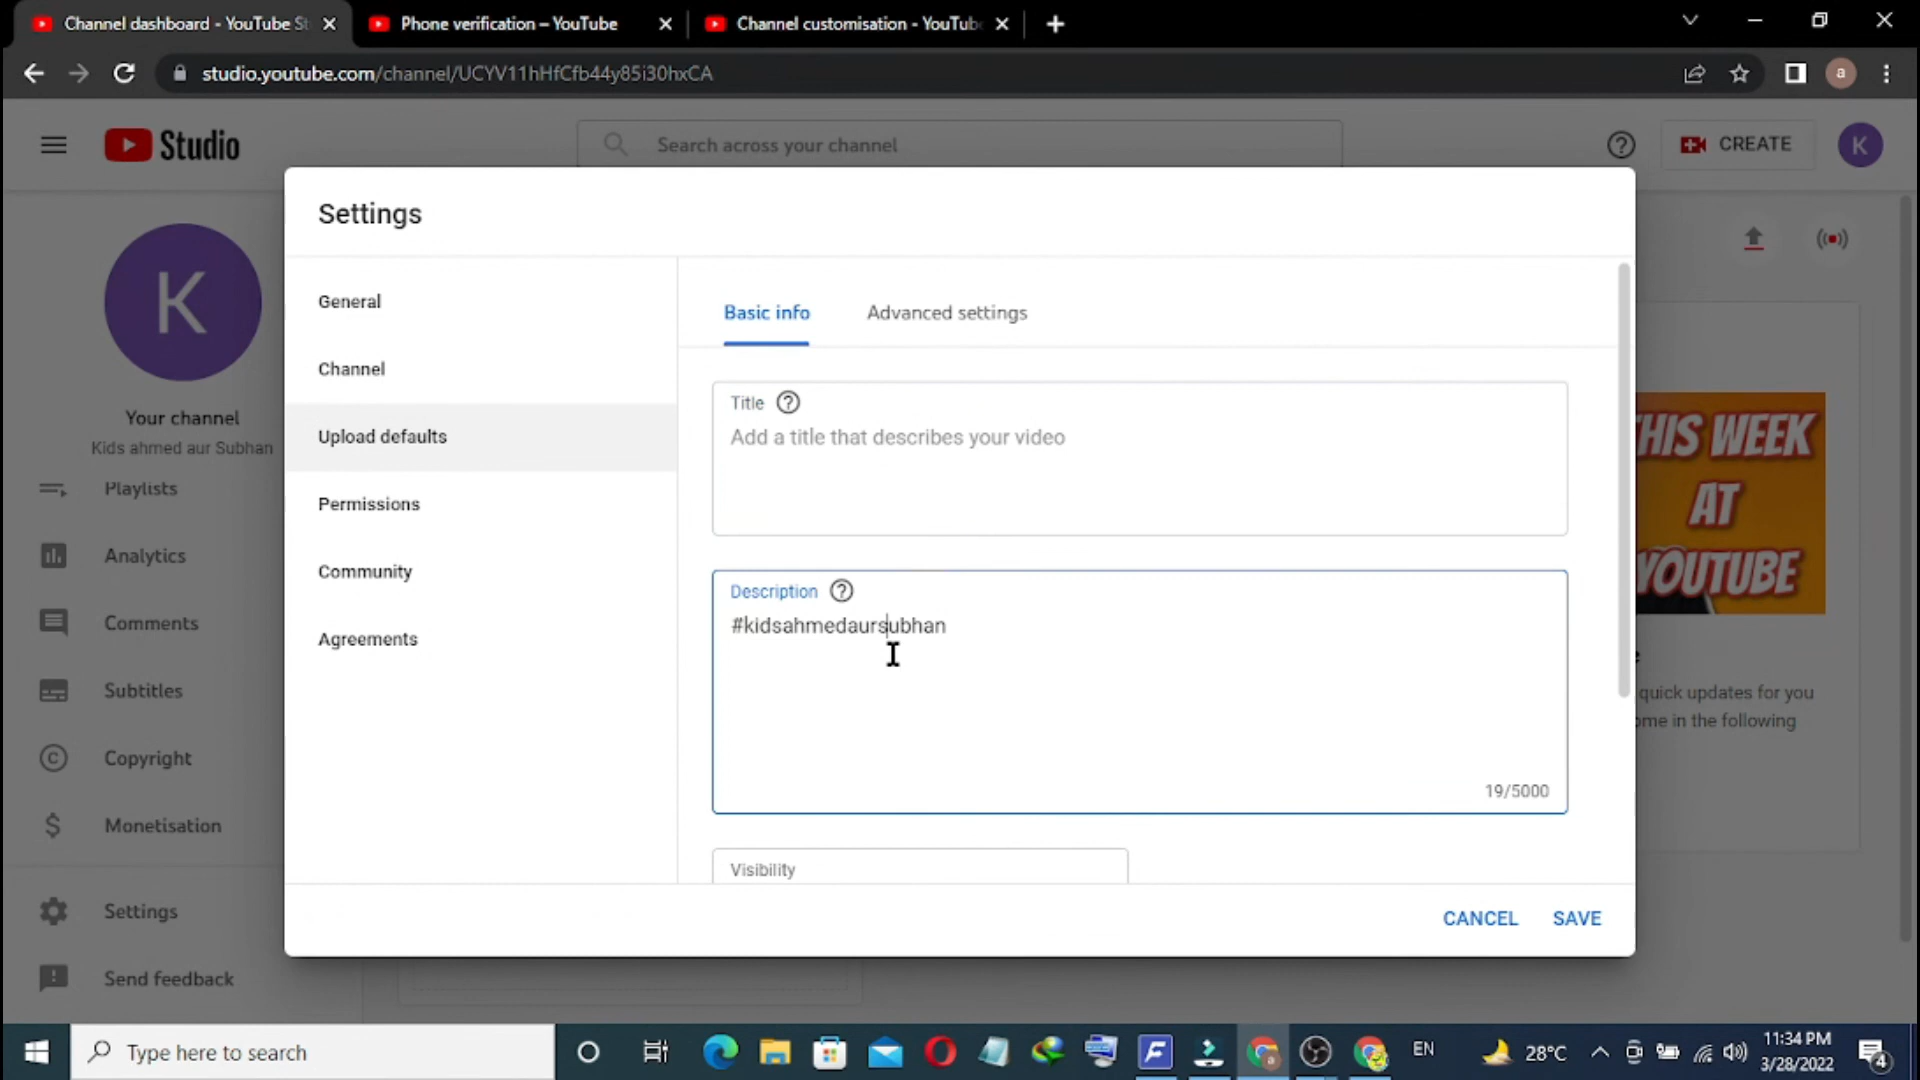 Channel dashboard - YouTube St
Phone verification – YouTube
Channel customisation - YouTube
studio.youtube.com/channel/UCYV11hHfCfb44y85i30hxCA
a
Studio
Search across your channel
CREATE
K
Settings
K
Your channel
Kids ahmed aur Subhan
Playlists
Analytics
Comments
Subtitles
Copyright
Monetisation
Settings
Send feedback
General
Channel
Upload defaults
Permissions
Community
Agreements
Basic info
Advanced settings
Title
Add a title that describes your video
Description
#kidsahmedaursubhan
19/5000
Visibility
CANCEL
SAVE
HIS WEEK
AT
YOUTUBE
quick updates for you
ome in the following
Type here to search
EN
28°C
11:34 PM
3/28/2022
4